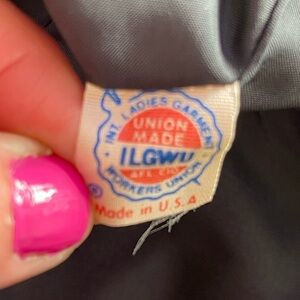 INT. LADIES GARMENT
UNION
MADE
ILGWU
AFL CIO
WORKERS UNION
®
Made in U.S.A